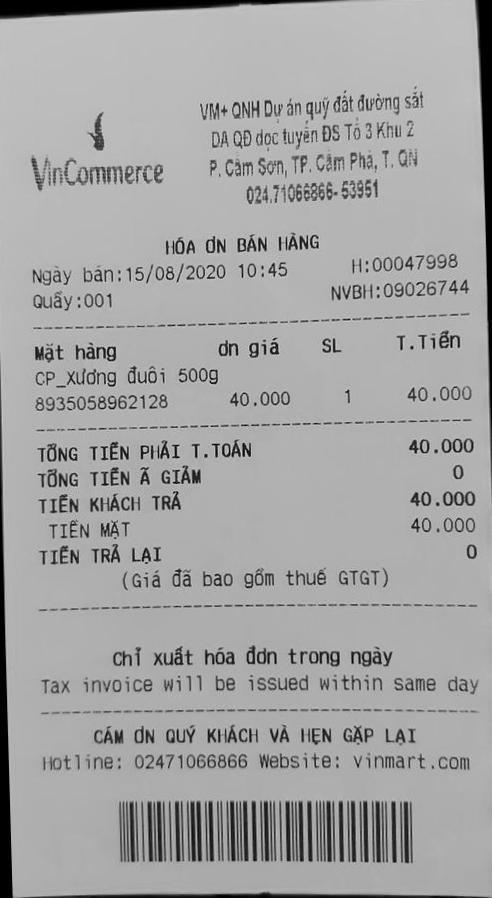 VinCommerce
VM+ QNH Dự án quỹ đất đường sắt
DA QĐ dọc tuyến ĐS Tổ 3 Khu 2
P. Cẩm Sơn, TP. Cẩm Phả, T. QN
024.71066866-53951
HÓA ƠN BÁN HÀNG
Ngày bán:15/08/2020 10:45 H:00047998
Quầy:001 NVBH:09026744
Mặt hàng ơn giá SL T.Tiền
CP_Xương đuôi 500g
8935058962128 40.000 1 40.000
TỔNG TIỀN PHẢI T.TOÁN 40.000
TỔNG TIỀN Ã GIẢM 0
TIỀN KHÁCH TRẢ 40.000
TIỀN MẶT 40.000
TIỀN TRẢ LẠI 0
(Giá đã bao gồm thuế GTGT)
Chỉ xuất hóa đơn trong ngày
Tax invoice will be issued within same day
CÁM ƠN QUÝ KHÁCH VÀ HẸN GẶP LẠI
Hotline: 02471066866 Website: vinmart.com